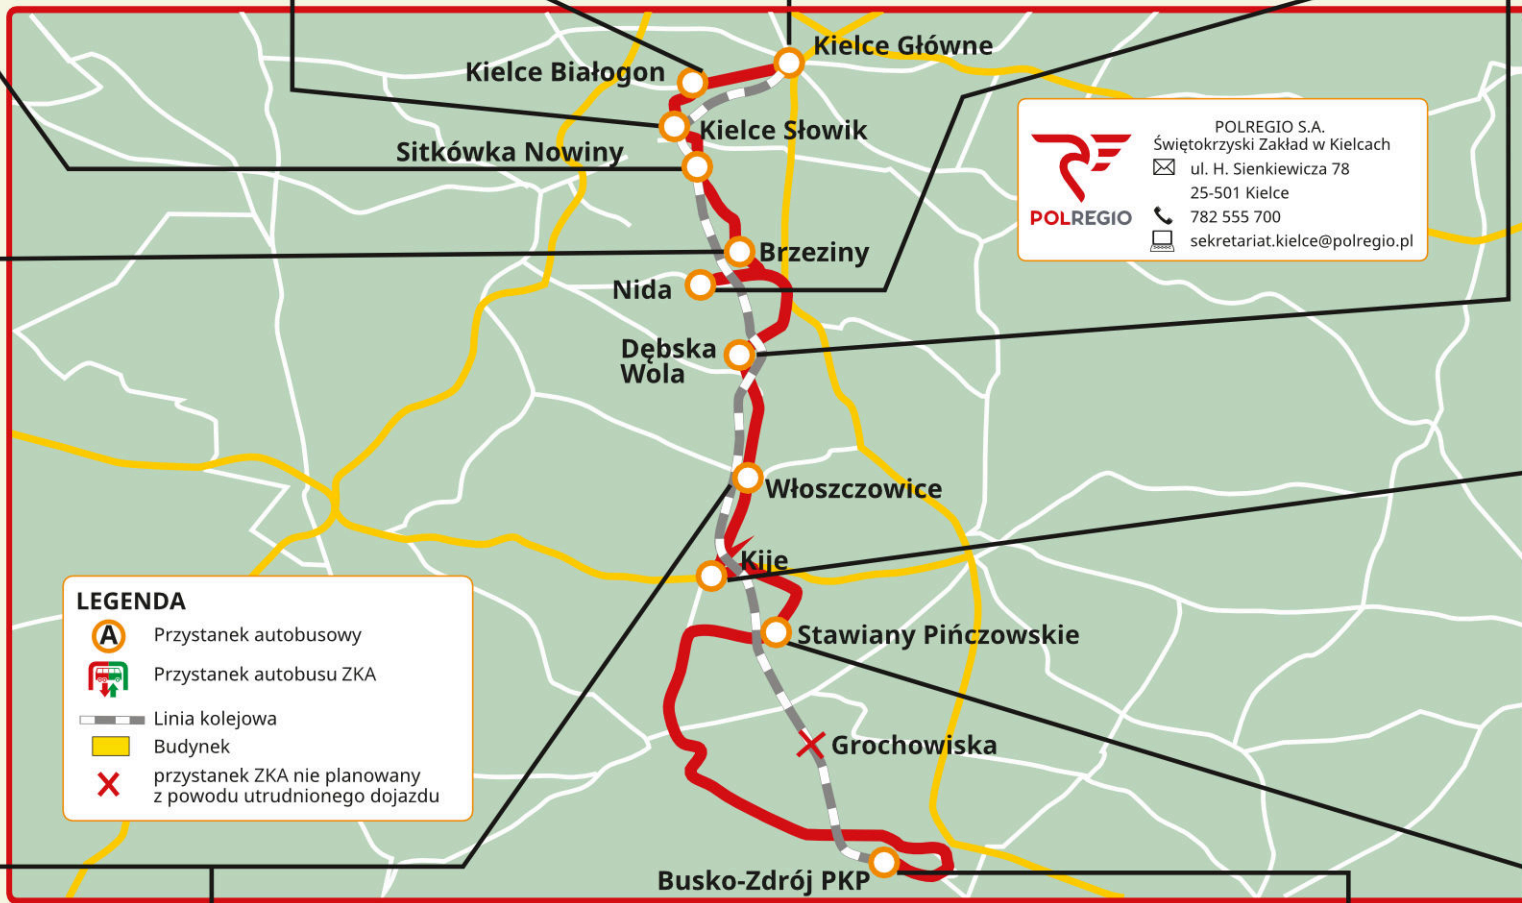 Kielce Główne
Kielce Białogon
Kielce Słowik
Sitkówka Nowiny
Brzeziny
Nida
Dębska
Wola
Włoszczowice
Kije
Stawiany Pińczowskie
Grochowiska
Busko-Zdrój PKP
POLREGIO
POLREGIO S.A.
Świętokrzyski Zakład w Kielcach
ul. H. Sienkiewicza 78
25-501 Kielce
782 555 700
sekretariat.kielce@polregio.pl
LEGENDA
A
Przystanek autobusowy
Przystanek autobusu ZKA
Linia kolejowa
Budynek
przystanek ZKA nie planowany
z powodu utrudnionego dojazdu